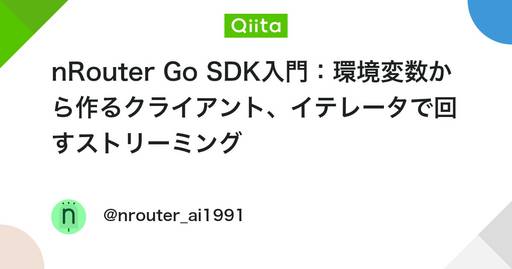 Qiita
nRouter Go SDK入門：環境変数か
ら作るクライアント、イテレータで回
すストリーミング
n
@nrouter_ai1991